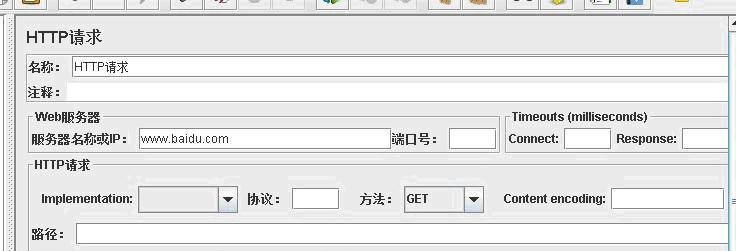 HTTP请求
名称： HTTP请求
注释：
Web服务器 Timeouts (milliseconds)
服务器名称或IP： www.baidu.com 端口号： Connect: Response:
HTTP请求
Implementation: 协议： 方法： GET Content encoding:
路径：